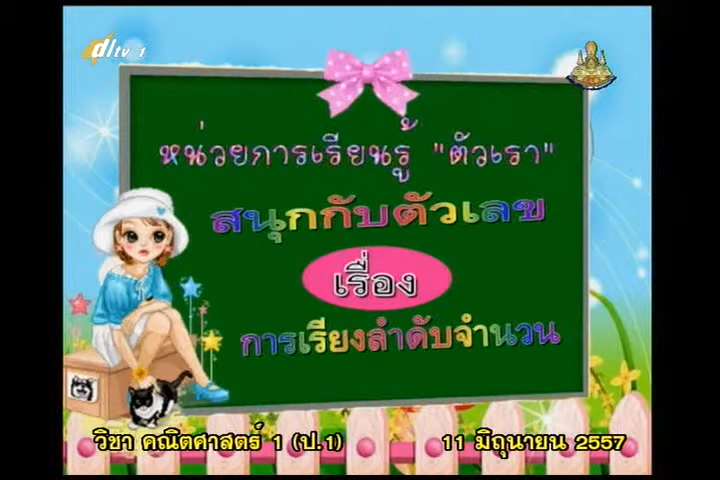 dltv 1
หน่วยการเรียนรู้ "ตัวเรา"
สนุกกับตัวเลข
เรื่อง
การเรียงลำดับจำนวน
วิชา คณิตศาสตร์ 1 (ป.1) 11 มิถุนายน 2557